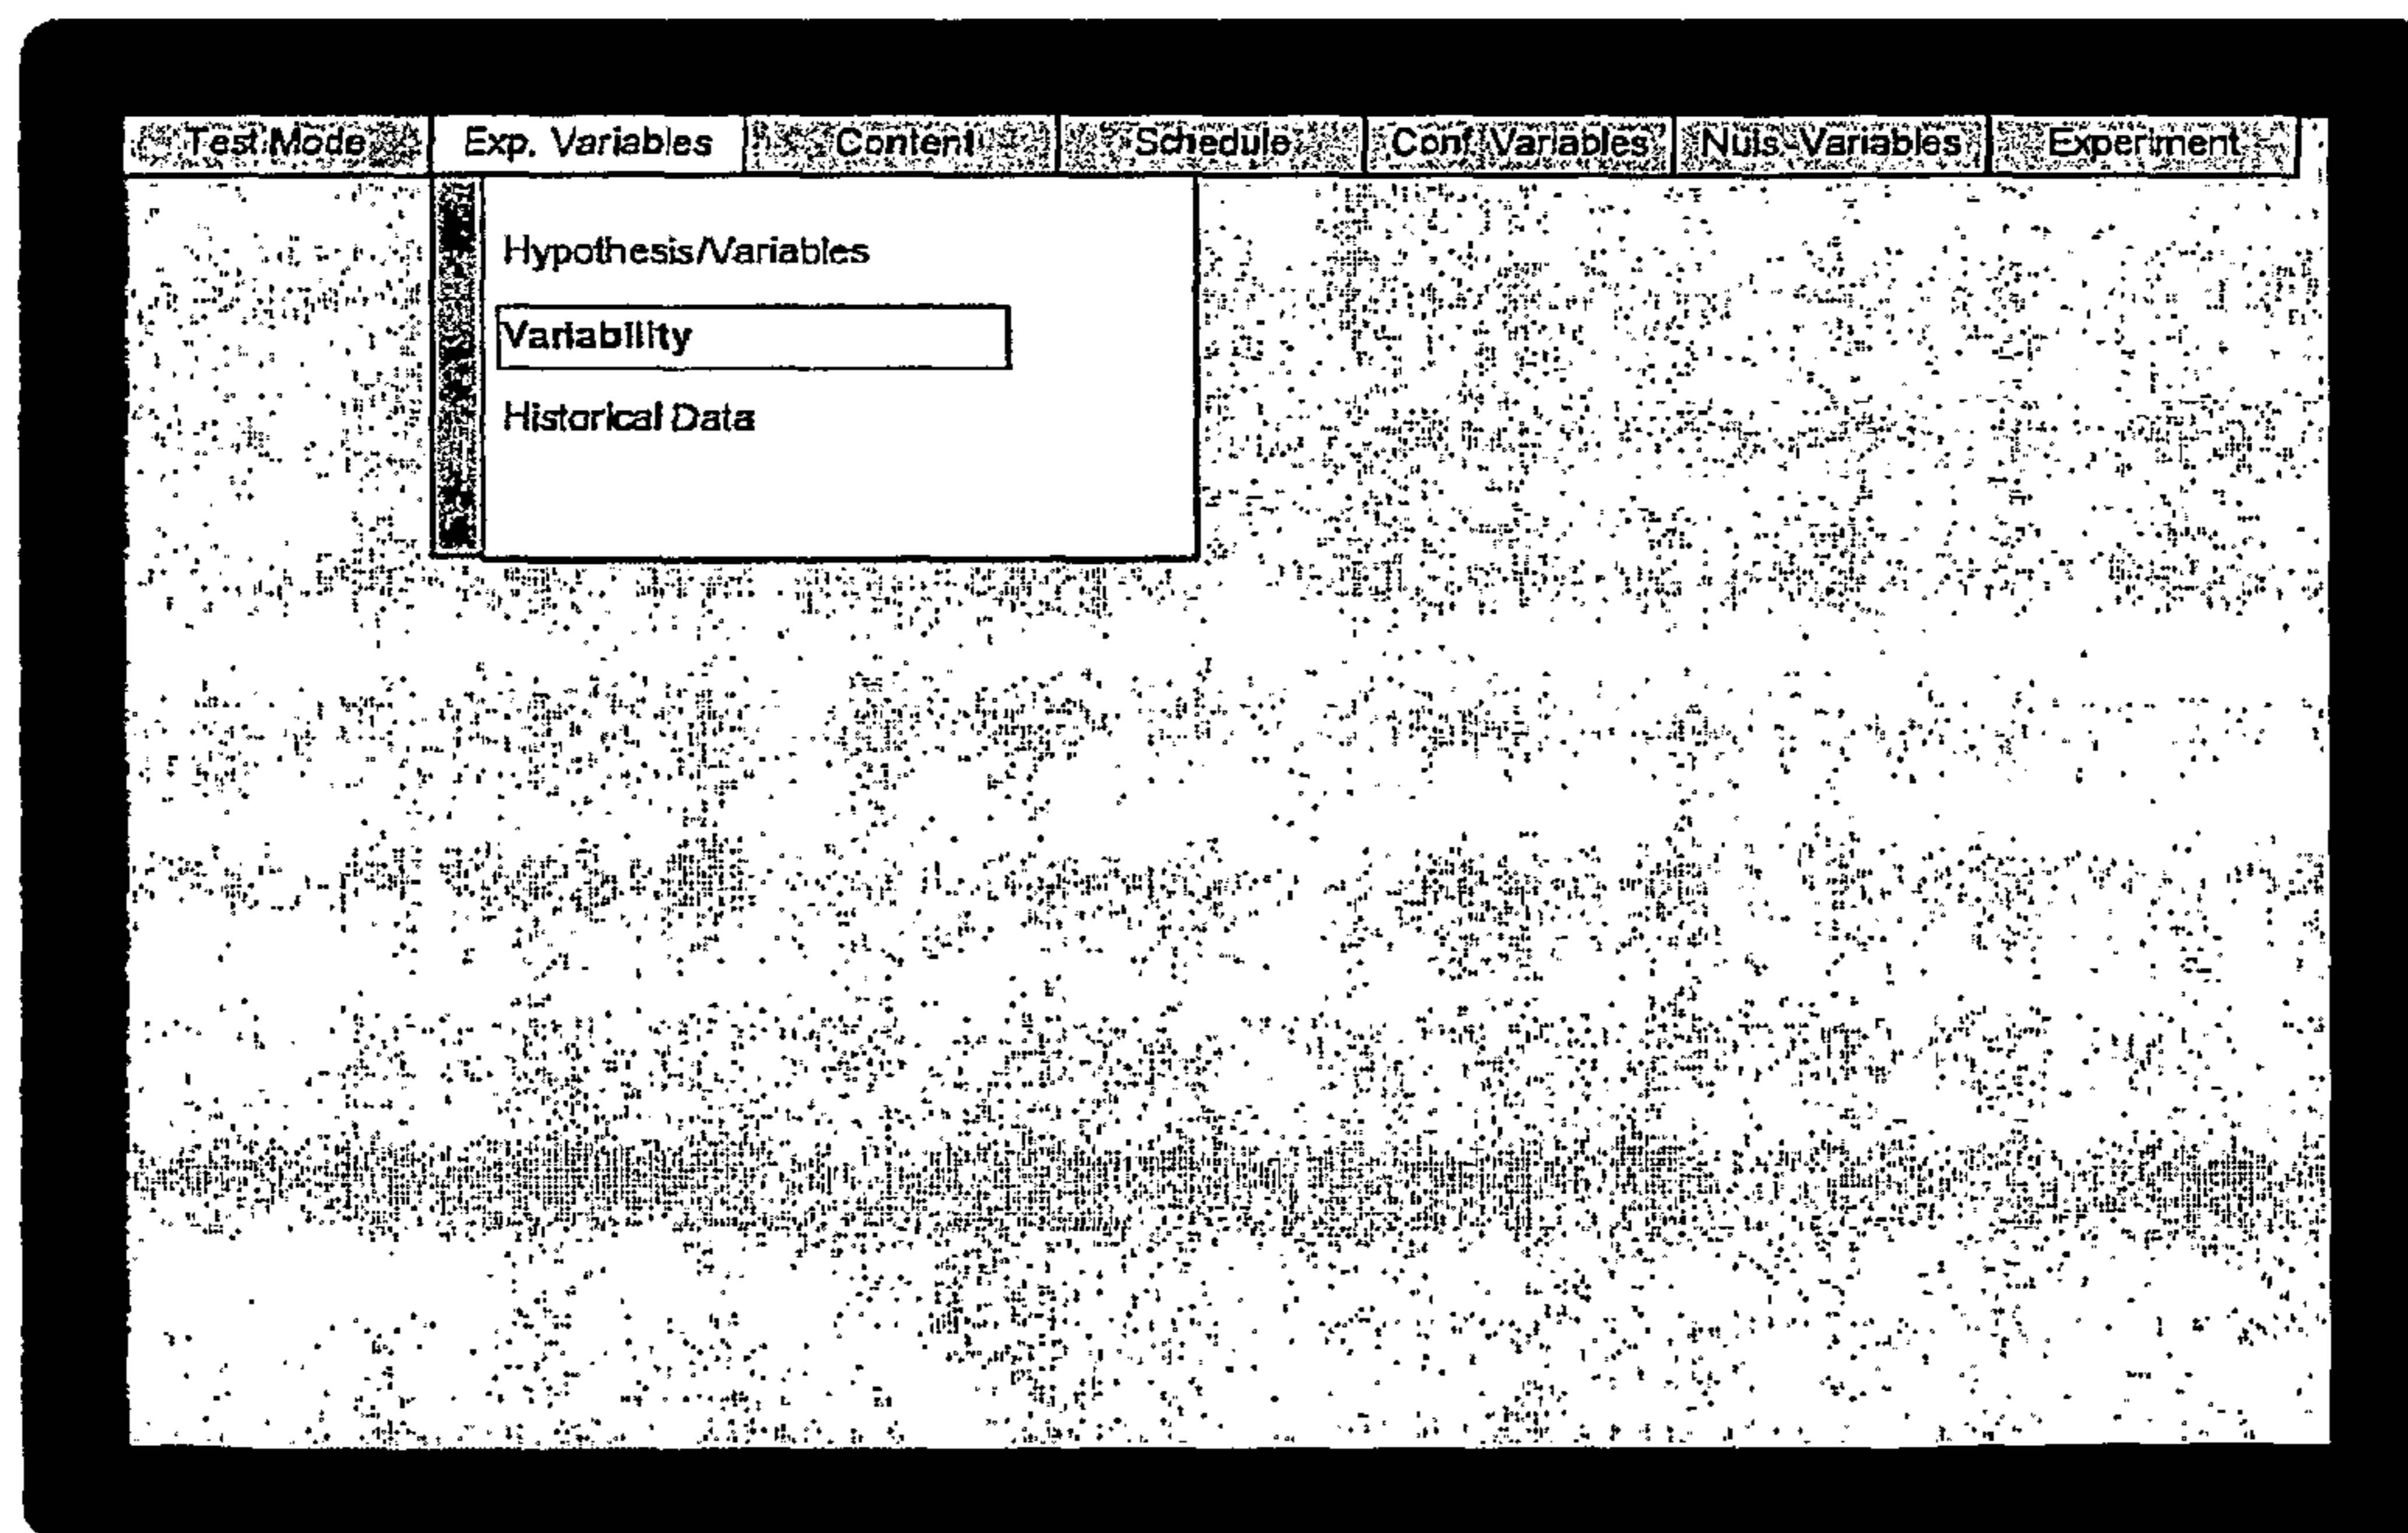 Test Mode Exp. Variables Content Schedule Conf. Variables Nuis. Variables Experiment
Hypothesis/Variables
Variability
Historical Data